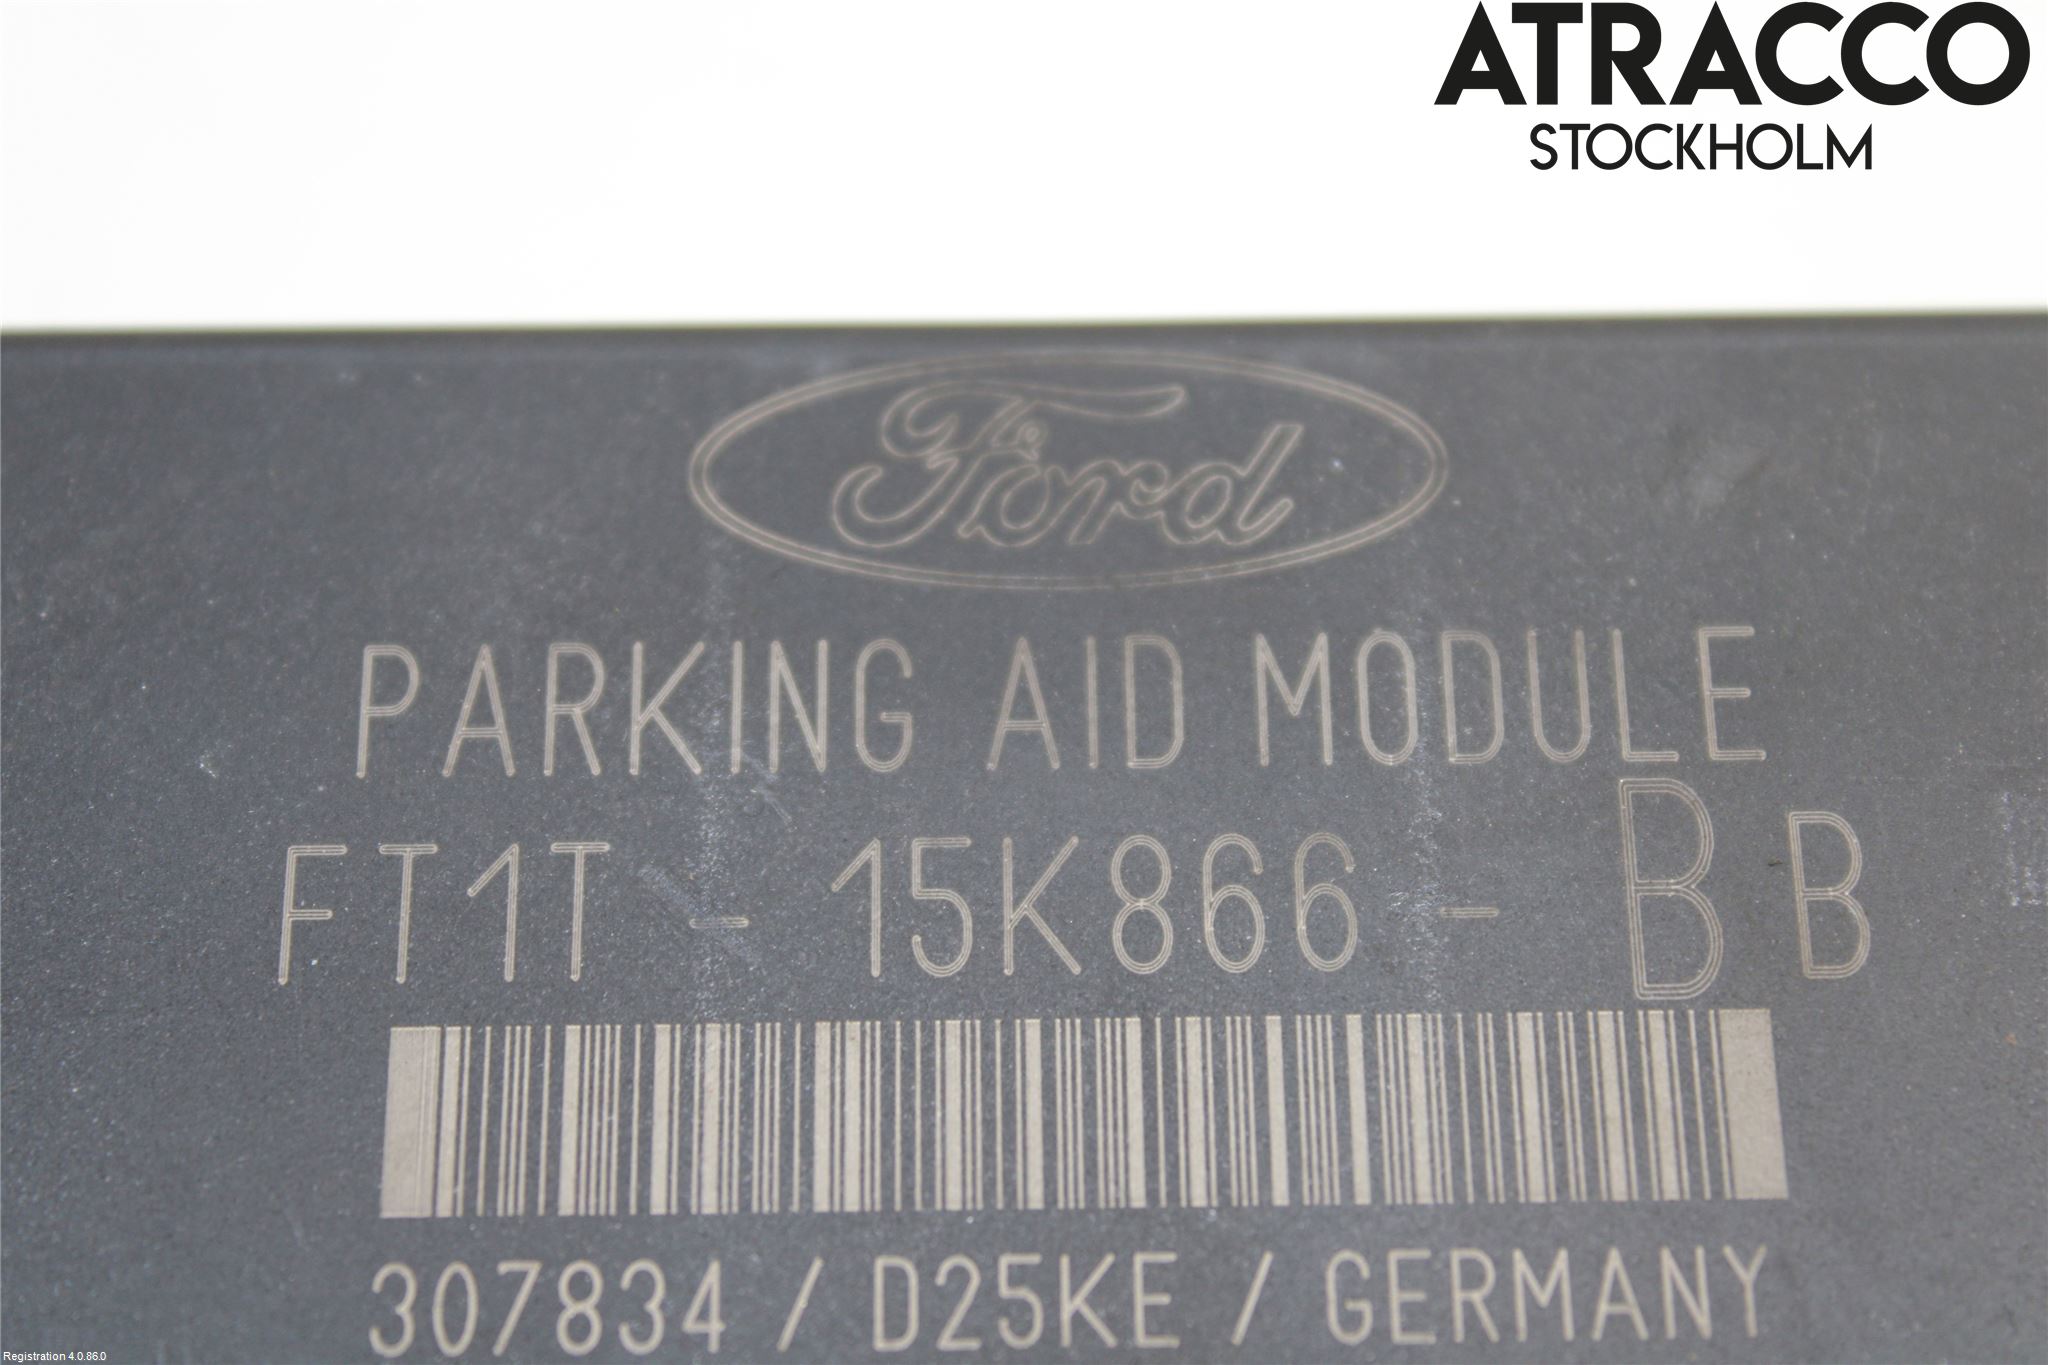 ATRACCO
STOCKHOLM
Ford
PARKING AID MODULE
FT1T - 15K866 - BB
307834 / D25KE / GERMANY
Registration 4.0.86.0